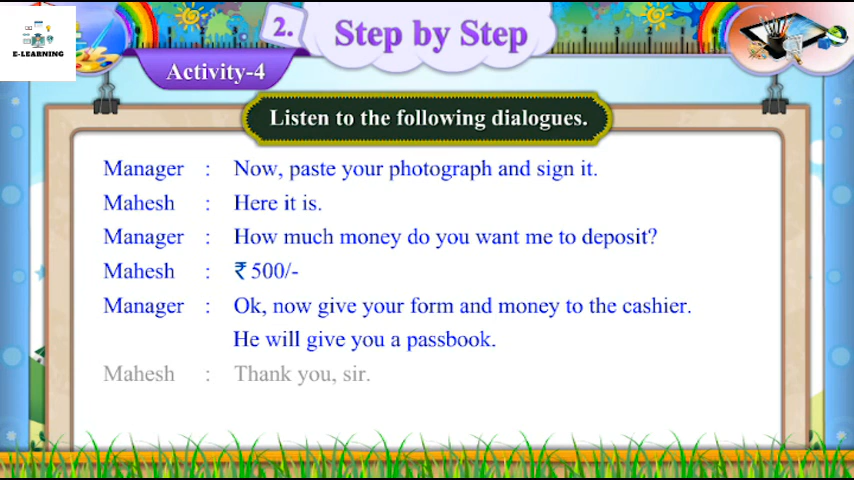 E-LEARNING
2. Step by Step
Activity-4
Listen to the following dialogues.
Manager : Now, paste your photograph and sign it.
Mahesh : Here it is.
Manager : How much money do you want me to deposit?
Mahesh : ₹ 500/-
Manager : Ok, now give your form and money to the cashier.
He will give you a passbook.
Mahesh : Thank you, sir.